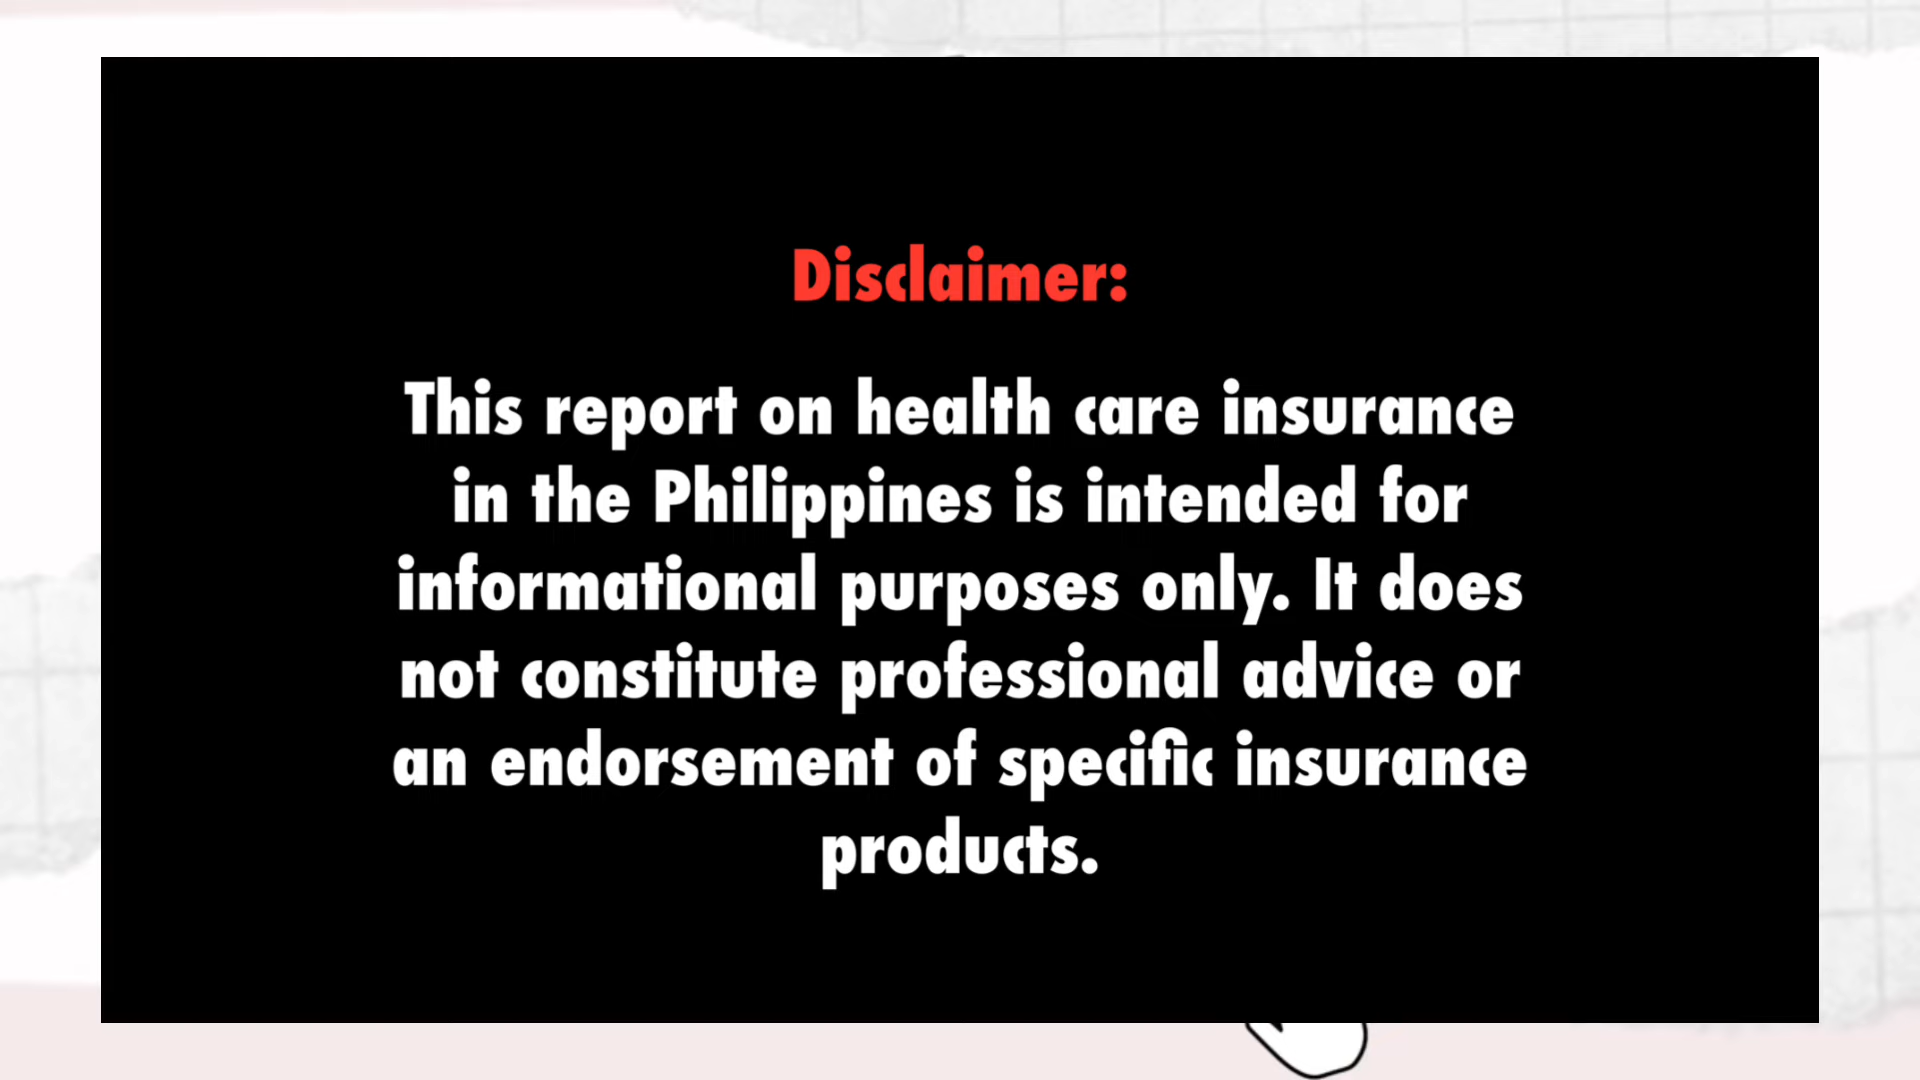 Disclaimer:
This report on health care insurance
in the Philippines is intended for
informational purposes only. It does
not constitute professional advice or
an endorsement of specific insurance
products.